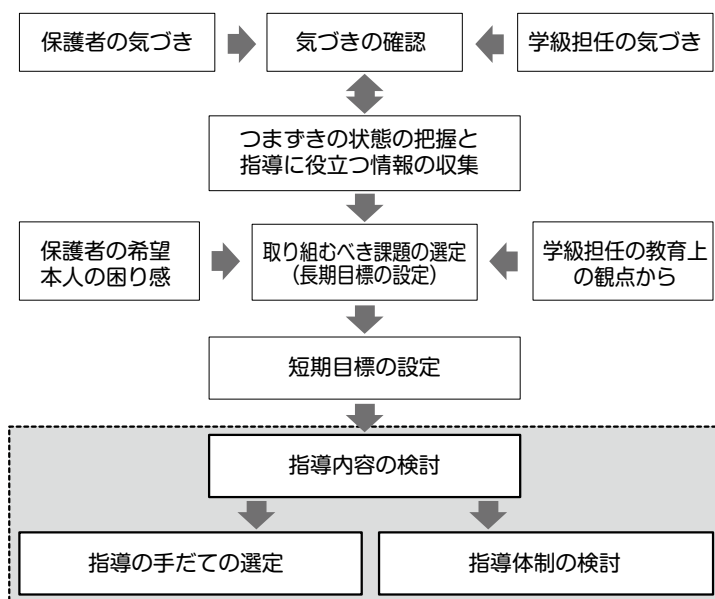 保護者の気づき
気づきの確認
学級担任の気づき
つまずきの状態の把握と
指導に役立つ情報の収集
保護者の希望
本人の困り感
取り組むべき課題の選定
（長期目標の設定）
学級担任の教育上
の観点から
短期目標の設定
指導内容の検討
指導の手だての選定
指導体制の検討